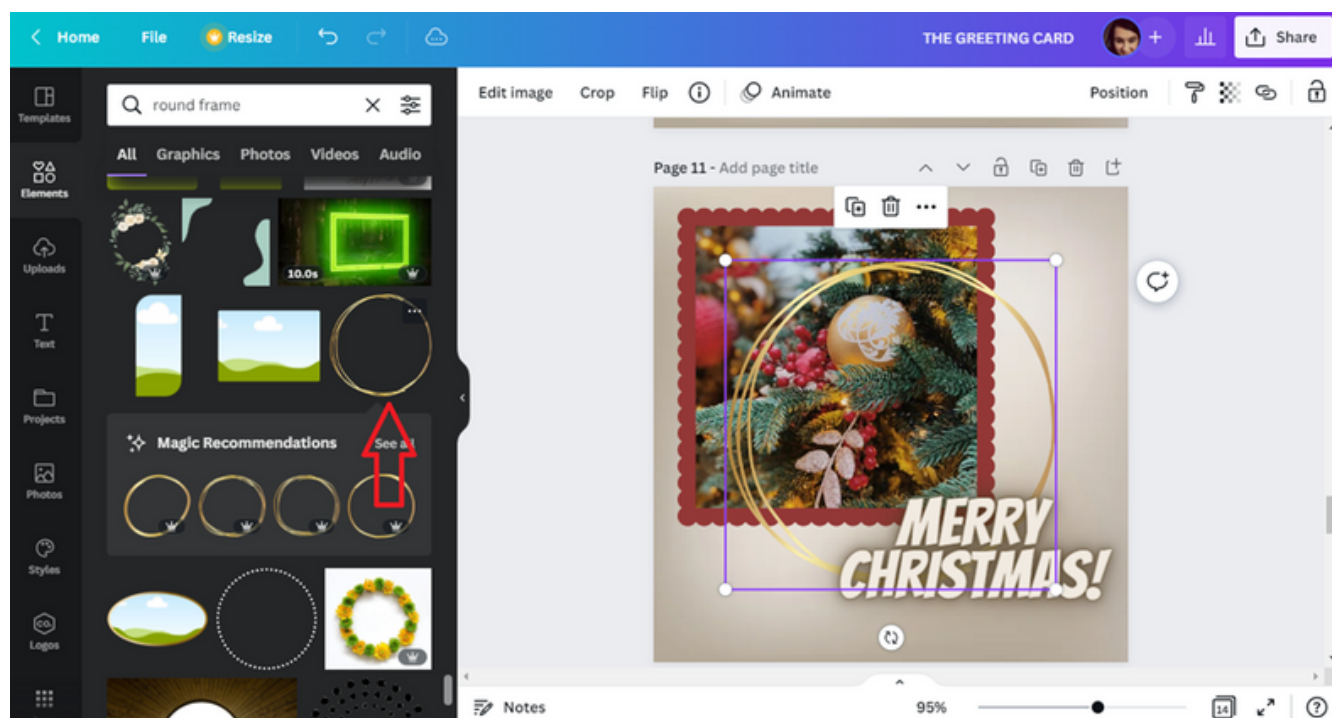 Home File Resize THE GREETING CARD + Share
Templates
Elements
Uploads
Text
Projects
Photos
Styles
CO.
Logos
round frame
All Graphics Photos Videos Audio
10.0s
Magic Recommendations See all
Edit image Crop Flip Animate Position
Page 11 - Add page title
MERRY
CHRISTMAS!
Notes 95% 14